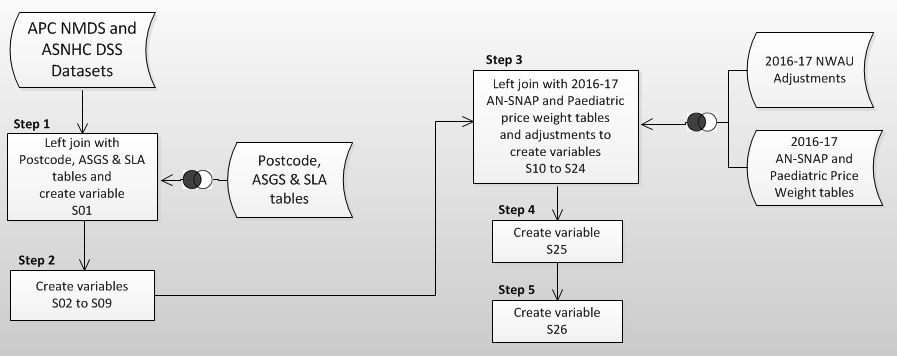 APC NMDS and
ASNHC DSS
Datasets
Step 1
Left join with
Postcode, ASGS & SLA
tables and
create variable
S01
Postcode,
ASGS & SLA
tables
Step 2
Create variables
S02 to S09
Step 3
Left join with 2016-17
AN-SNAP and Paediatric
price weight tables
and adjustments to
create variables
S10 to S24
2016-17 NWAU
Adjustments
2016-17
AN-SNAP and
Paediatric Price
Weight tables
Step 4
Create variable
S25
Step 5
Create variable
S26